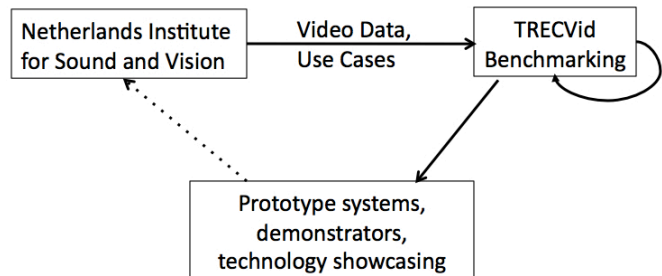 Netherlands Institute
for Sound and Vision
Video Data,
Use Cases
TRECVid
Benchmarking
Prototype systems,
demonstrators,
technology showcasing